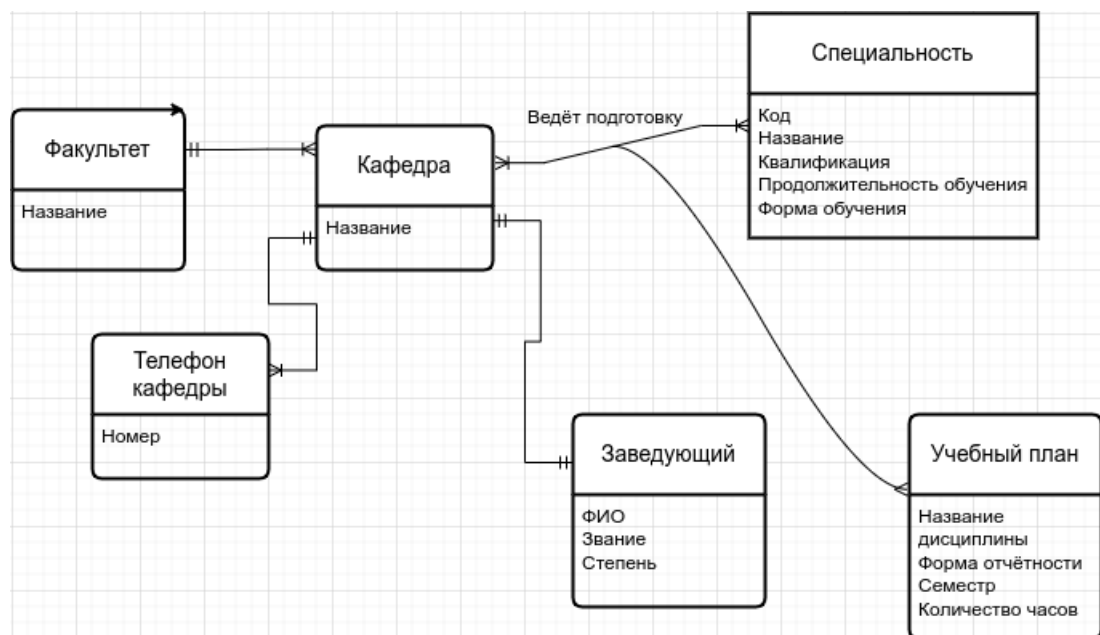 Специальность
Код
Название
Квалификация
Продолжительность обучения
Форма обучения
Ведёт подготовку
Факультет
Название
Кафедра
Название
Телефон
кафедры
Номер
Заведующий
ФИО
Звание
Степень
Учебный план
Название
дисциплины
Форма отчётности
Семестр
Количество часов